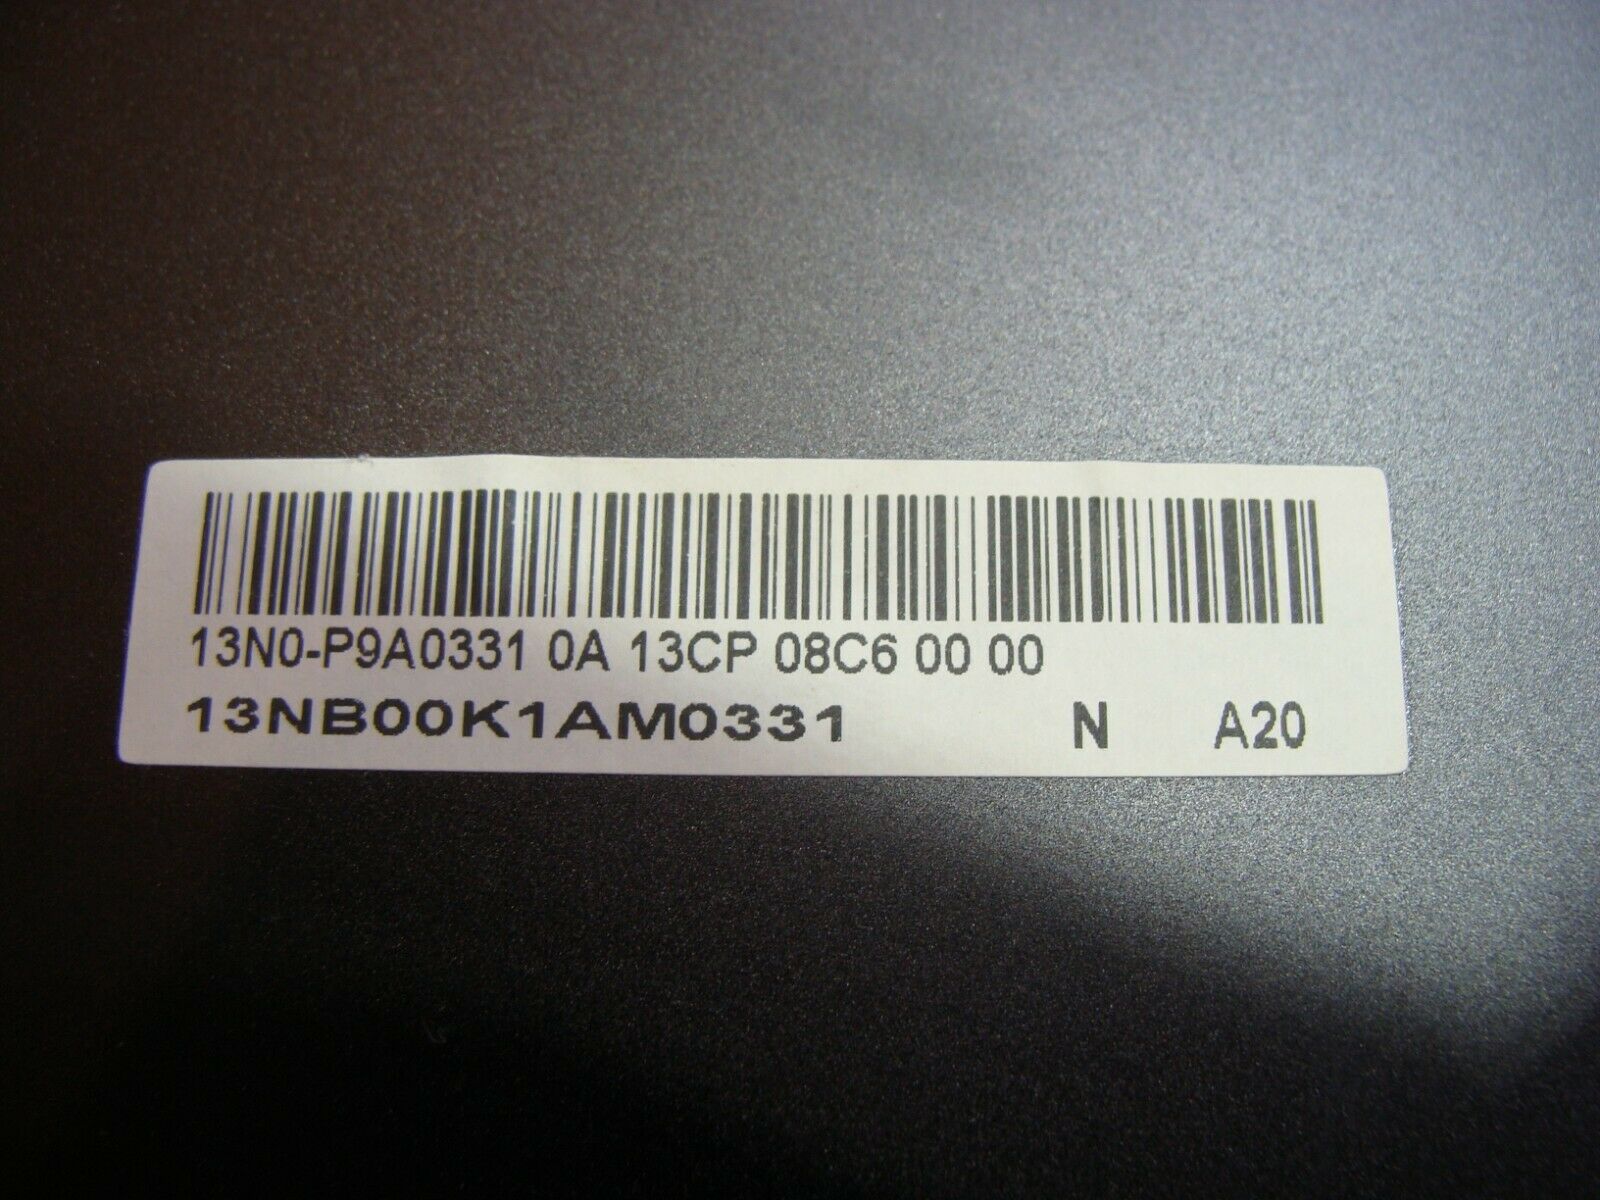 13N0-P9A0331 0A 13CP 08C6 00 00
13NB00K1AM0331 N A20